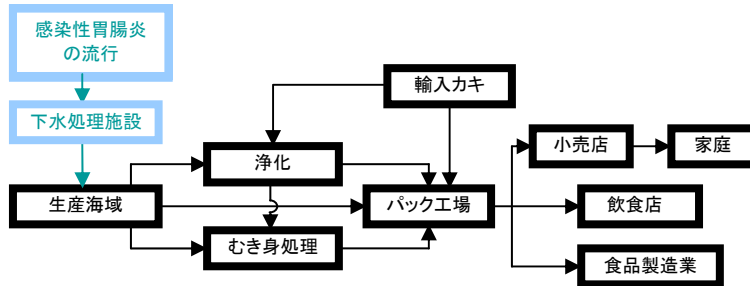 感染性胃腸炎
の流行
輸入カキ
下水処理施設
小売店
家庭
浄化
生産海域
パック工場
飲食店
むき身処理
食品製造業